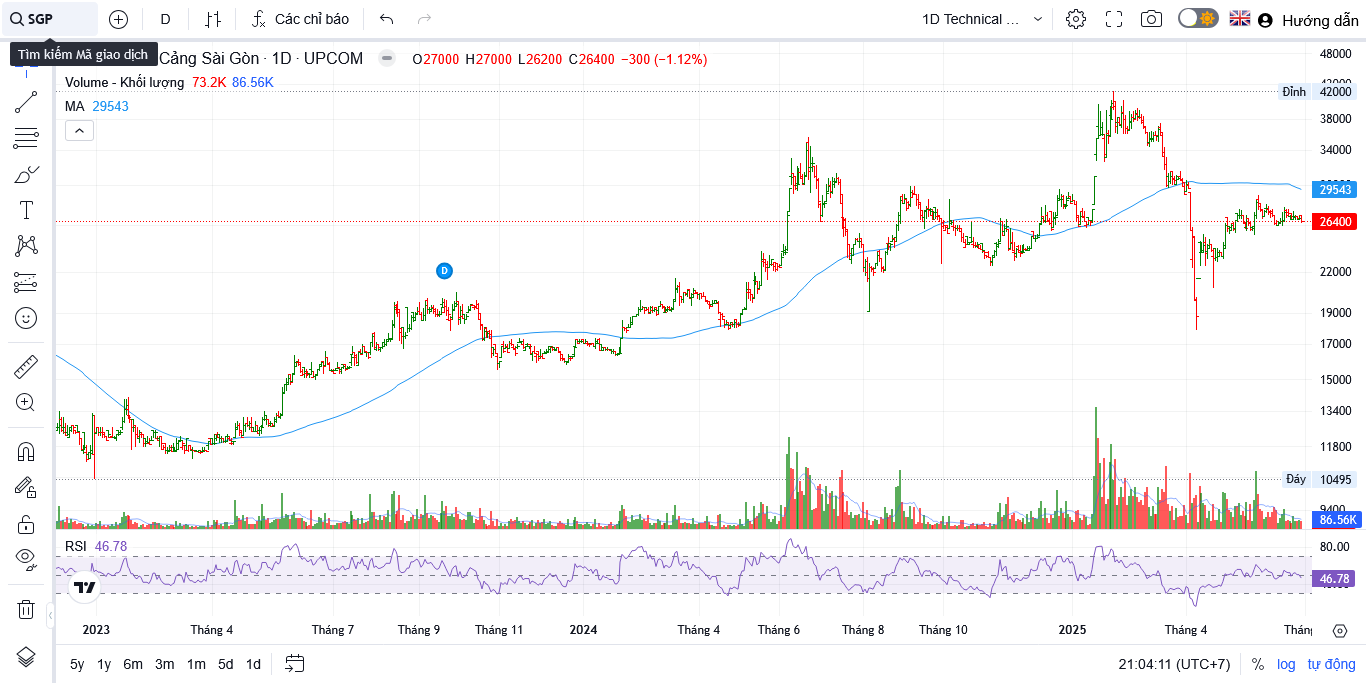 SGP
D
Các chỉ báo
1D Technical ...
Hướng dẫn
Tìm kiếm Mã giao dịch
Cảng Sài Gòn · 1D · UPCOM
O27000 H27000 L26200 C26400 −300 (−1.12%)
Volume - Khối lượng 73.2K 86.56K
MA 29543
48000
Đỉnh 42000
38000
34000
29543
26400
22000
19000
17000
15000
13400
11800
Đáy 10495
9400
86.56K
D
RSI 46.78
80.00
46.78
2023 Tháng 4 Tháng 7 Tháng 9 Tháng 11 2024 Tháng 4 Tháng 6 Tháng 8 Tháng 10 2025 Tháng 4 Thán
5y 1y 6m 3m 1m 5d 1d
21:04:11 (UTC+7) % log tự động